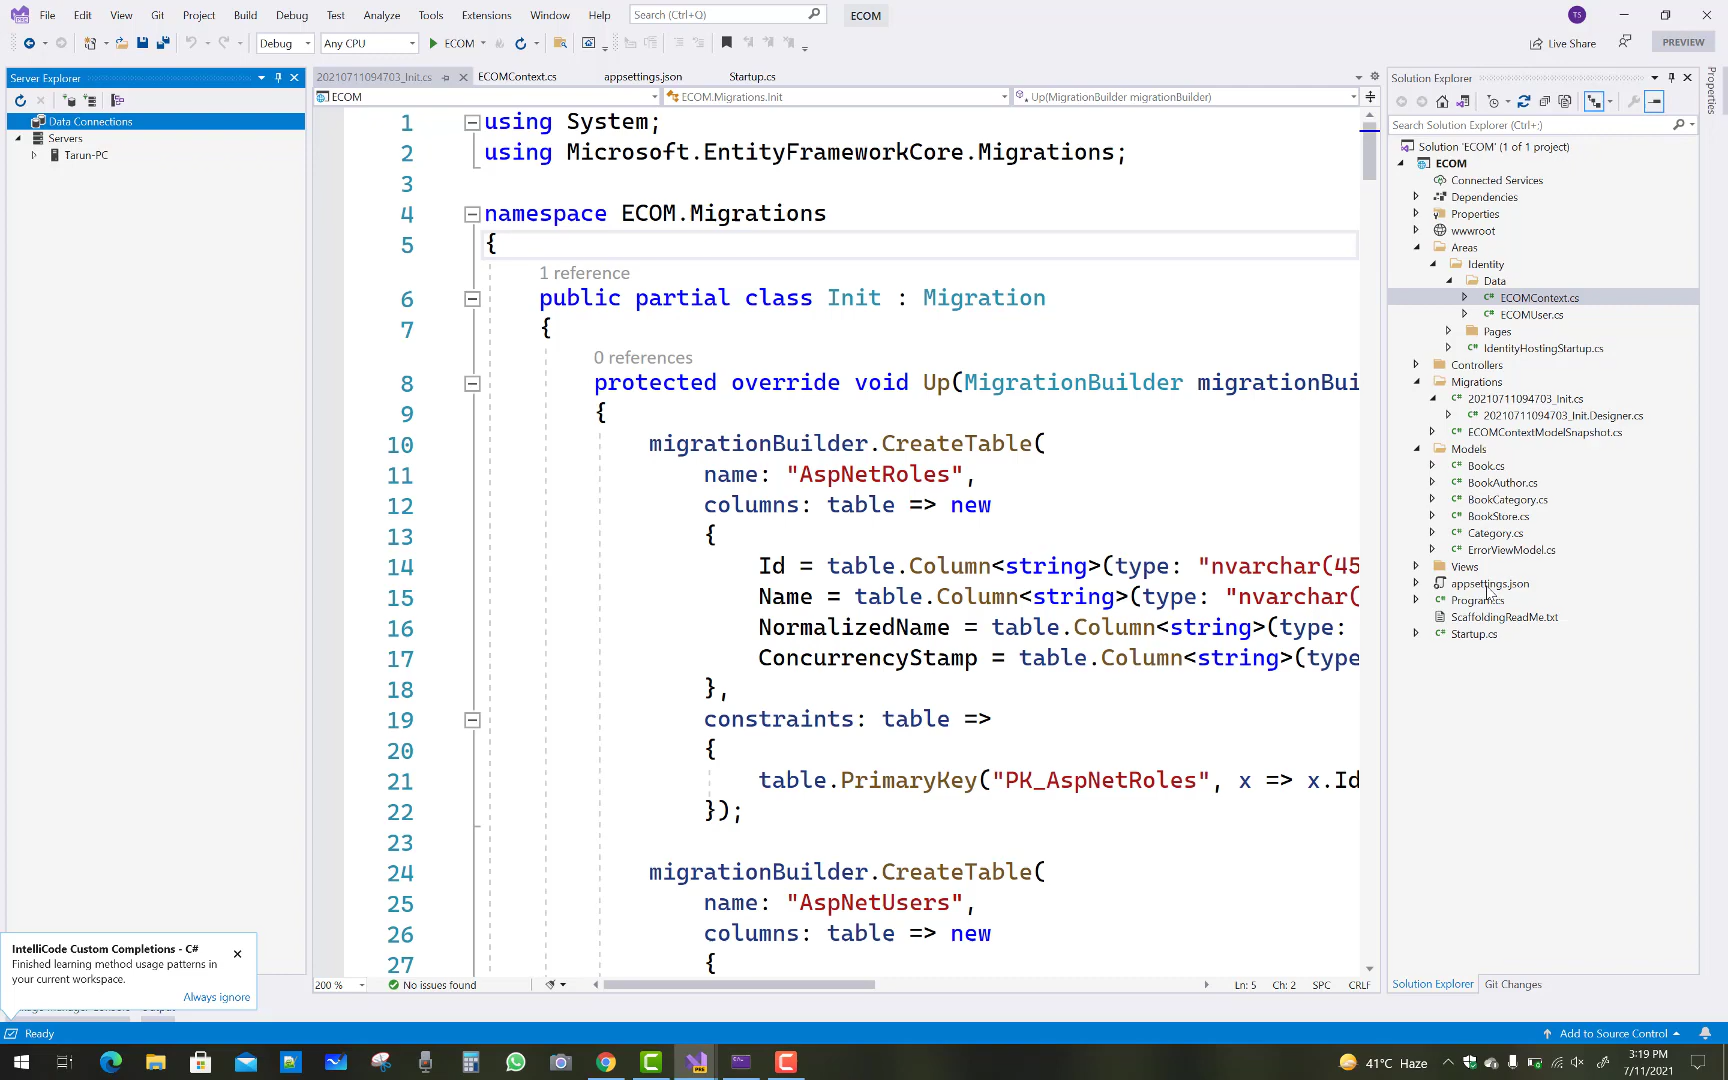 File Edit View Git Project Build Debug Test Analyze Tools Extensions Window Help Search (Ctrl+Q) ECOM TS
Debug Any CPU ECOM Live Share PREVIEW
Server Explorer
Data Connections
Servers
Tarun-PC
20210711094703_Init.cs ECOMContext.cs appsettings.json Startup.cs
ECOM ECOM.Migrations.Init Up(MigrationBuilder migrationBuilder)
1 using System;
2 using Microsoft.EntityFrameworkCore.Migrations;
3
4 namespace ECOM.Migrations
5 {
1 reference
6 public partial class Init : Migration
7 {
0 references
8 protected override void Up(MigrationBuilder migrationBui
9 {
10 migrationBuilder.CreateTable(
11 name: "AspNetRoles",
12 columns: table => new
13 {
14 Id = table.Column<string>(type: "nvarchar(45
15 Name = table.Column<string>(type: "nvarchar(
16 NormalizedName = table.Column<string>(type:
17 ConcurrencyStamp = table.Column<string>(type
18 },
19 constraints: table =>
20 {
21 table.PrimaryKey("PK_AspNetRoles", x => x.Id
22 });
23
24 migrationBuilder.CreateTable(
25 name: "AspNetUsers",
26 columns: table => new
27 {
200 % No issues found Ln: 5 Ch: 2 SPC CRLF
Solution Explorer
Search Solution Explorer (Ctrl+;)
Solution 'ECOM' (1 of 1 project)
ECOM
Connected Services
Dependencies
Properties
wwwroot
Areas
Identity
Data
ECOMContext.cs
ECOMUser.cs
Pages
IdentityHostingStartup.cs
Controllers
Migrations
20210711094703_Init.cs
20210711094703_Init.Designer.cs
ECOMContextModelSnapshot.cs
Models
Book.cs
BookAuthor.cs
BookCategory.cs
BookStore.cs
Category.cs
ErrorViewModel.cs
Views
appsettings.json
Program.cs
ScaffoldingReadMe.txt
Startup.cs
Solution Explorer Git Changes
Properties
IntelliCode Custom Completions - C#
Finished learning method usage patterns in
your current workspace.
Always ignore
Ready Add to Source Control
41°C Haze 3:19 PM
7/11/2021